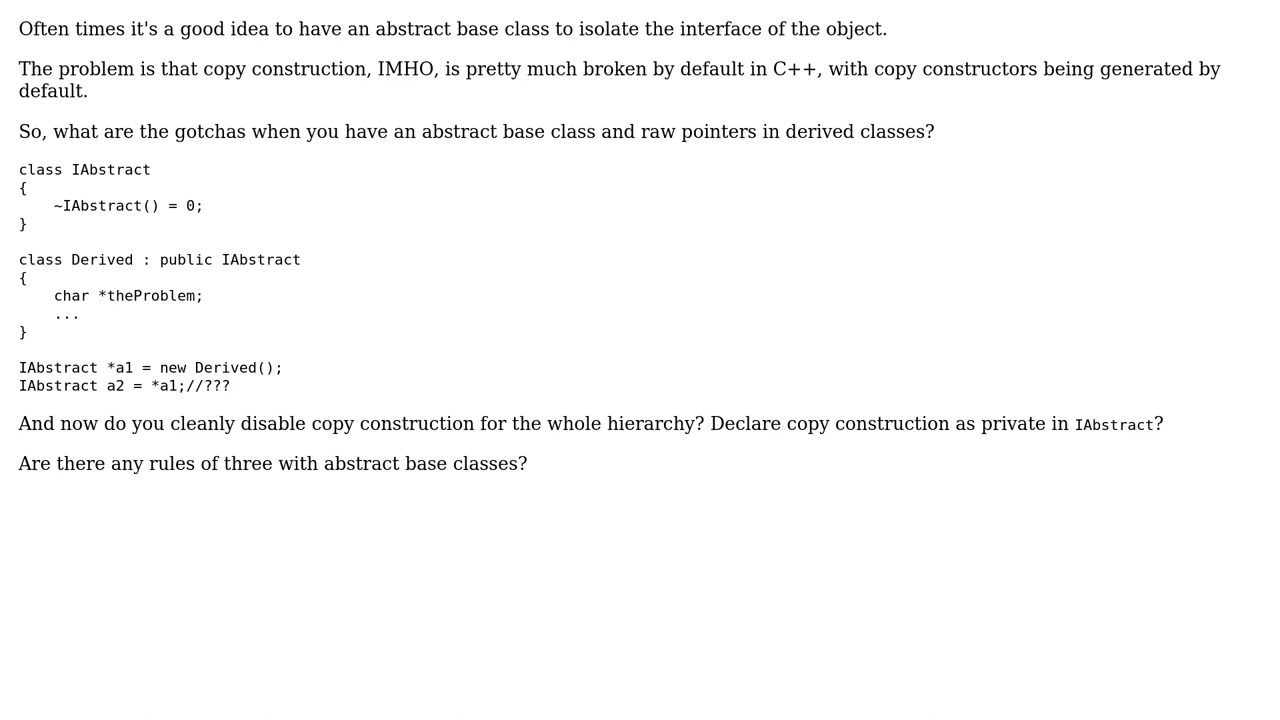 Often times it's a good idea to have an abstract base class to isolate the interface of the object.
The problem is that copy construction, IMHO, is pretty much broken by default in C++, with copy constructors being generated by
default.
So, what are the gotchas when you have an abstract base class and raw pointers in derived classes?
class IAbstract
{
    ~IAbstract() = 0;
}
class Derived : public IAbstract
{
    char *theProblem;
    ...
}
IAbstract *a1 = new Derived();
IAbstract a2 = *a1;//???
And now do you cleanly disable copy construction for the whole hierarchy? Declare copy construction as private in IAbstract?
Are there any rules of three with abstract base classes?